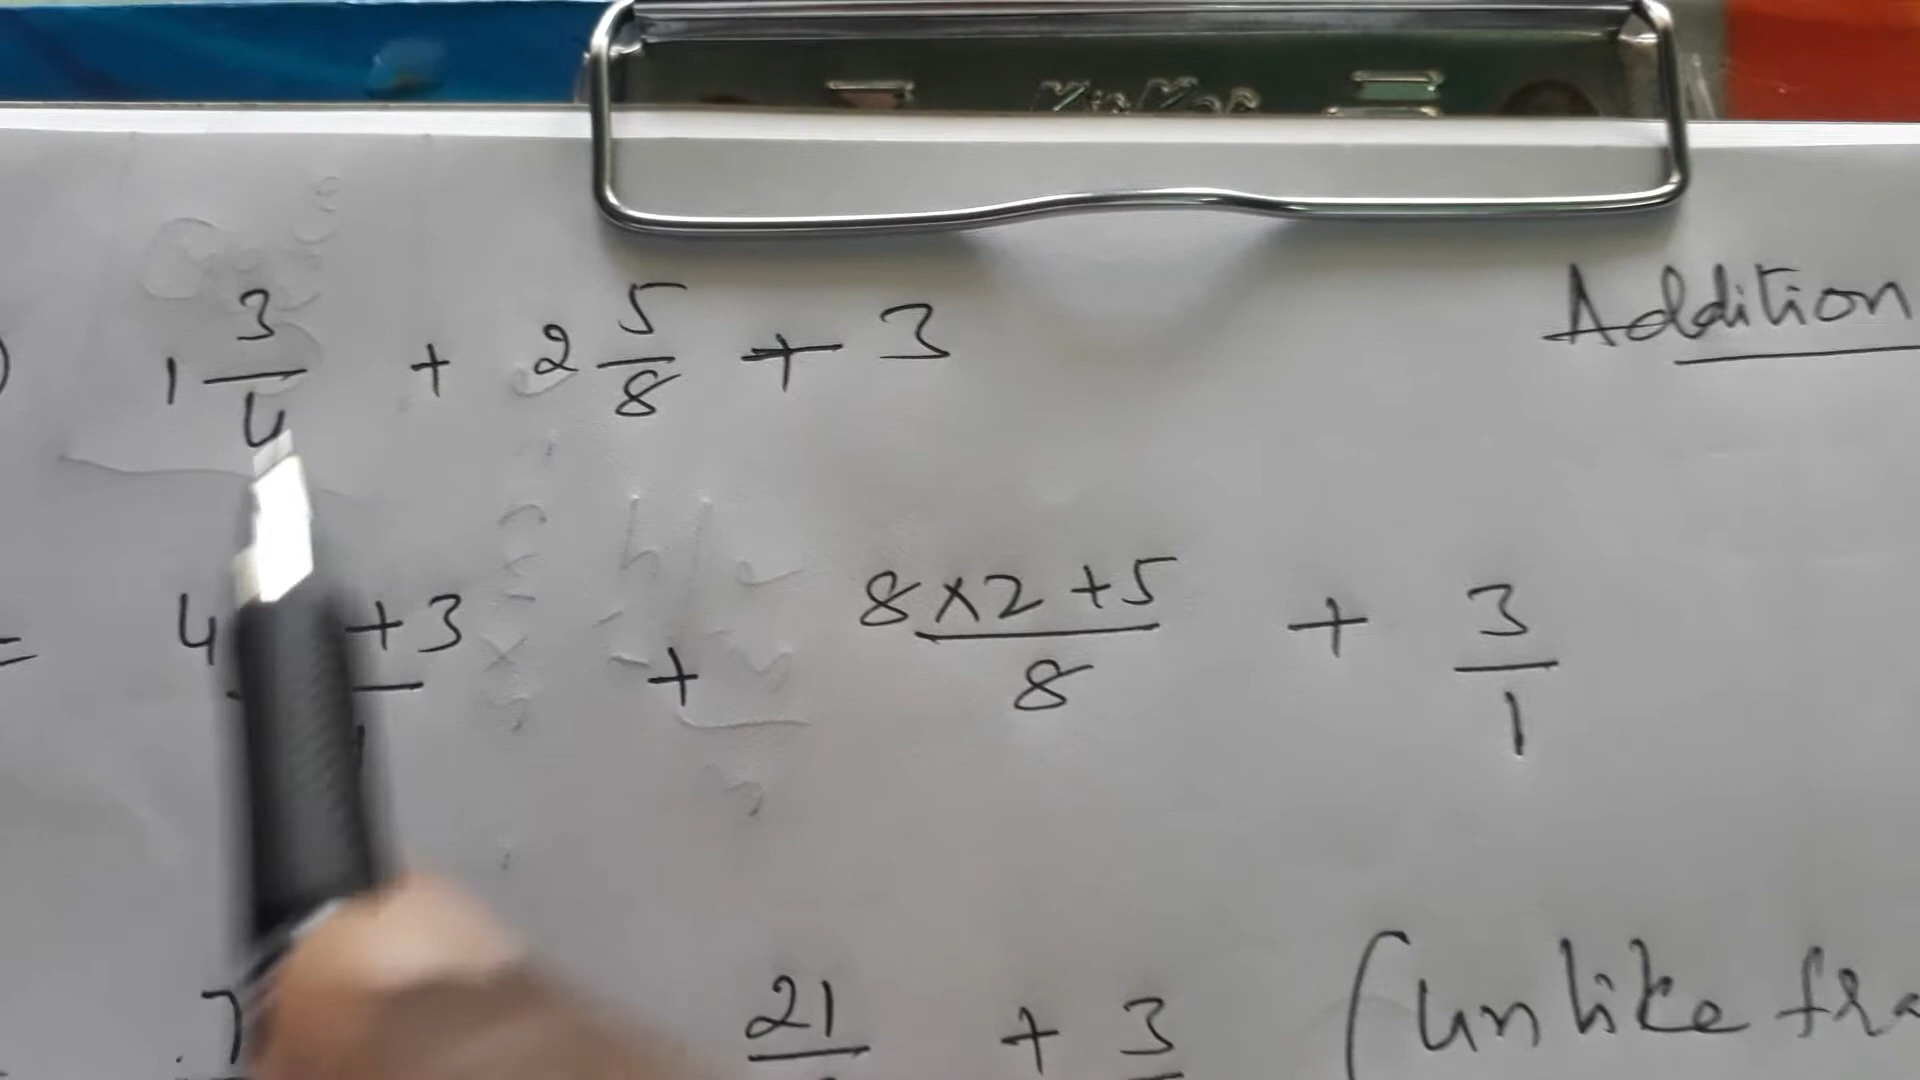 ) 1 3/4 + 2 5/8 + 3
Addition
= 4 +3 + 8×2+5/8 + 3/1
7 21 + 3 (unlike fra